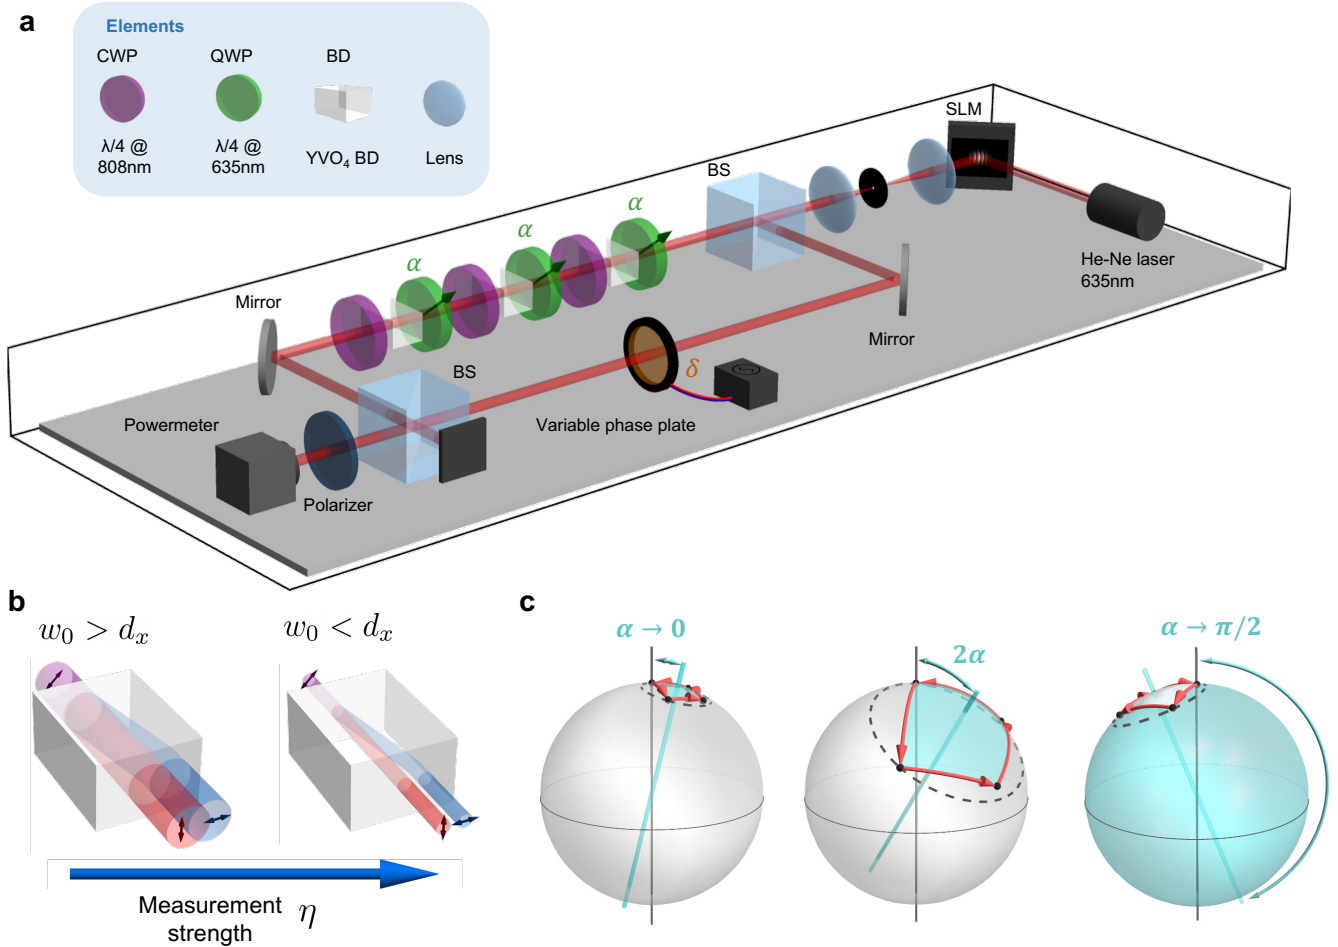 a
Elements
CWP
QWP
BD
λ/4 @
808nm
λ/4 @
635nm
YVO₄ BD
Lens
SLM
BS
α
α
α
He-Ne laser
635nm
Mirror
Mirror
BS
δ
Variable phase plate
Powermeter
Polarizer
b
w₀ > dₓ
w₀ < dₓ
Measurement
strength η
c
α → 0
2α
α → π/2